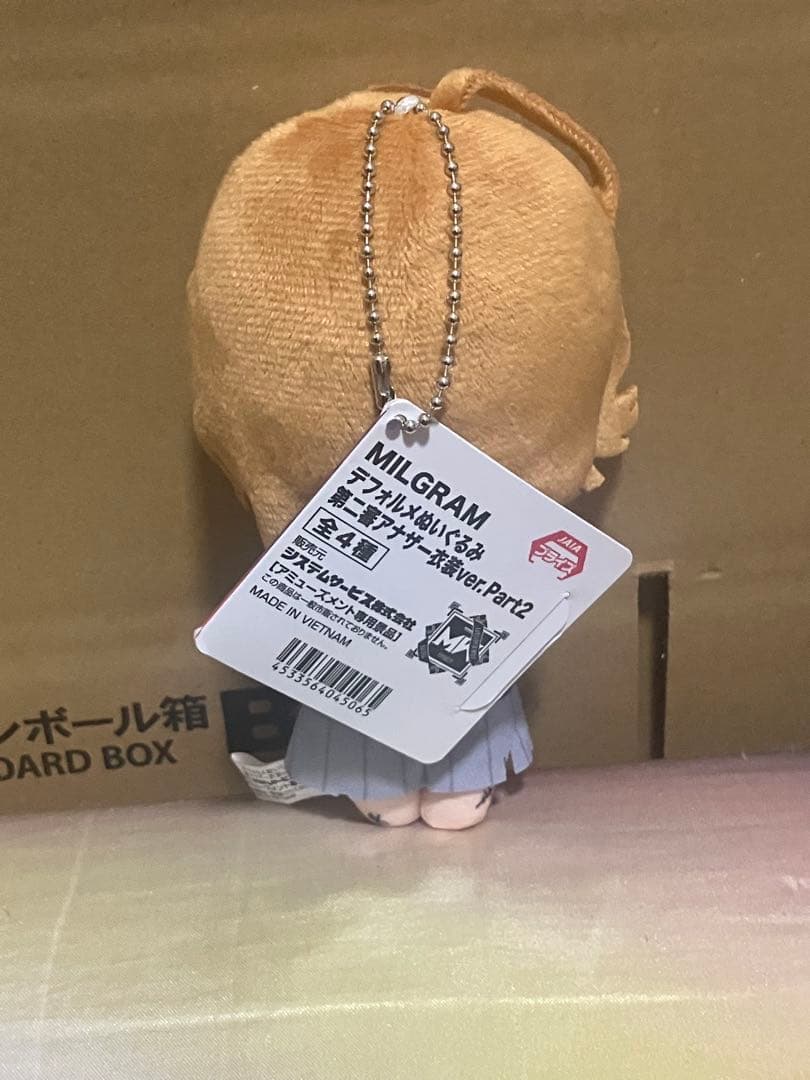 MILGRAM
デフォルメぬいぐるみ
第二審アナザー衣装ver.Part2
全4種
JAIA
プライズ
販売元
システムサービス株式会社
[アミューズメント専用景品]
この商品は一般市販されておりません。
MADE IN VIETNAM
4533564045065
ンボール箱
OARD BOX